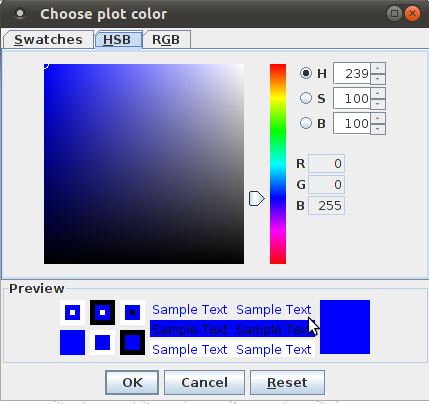 Choose plot color
Swatches HSB RGB
H 239
S 100
B 100
R 0
G 0
B 255
Preview
Sample Text Sample Text
Sample Text Sample Text
Sample Text Sample Text
OK Cancel Reset